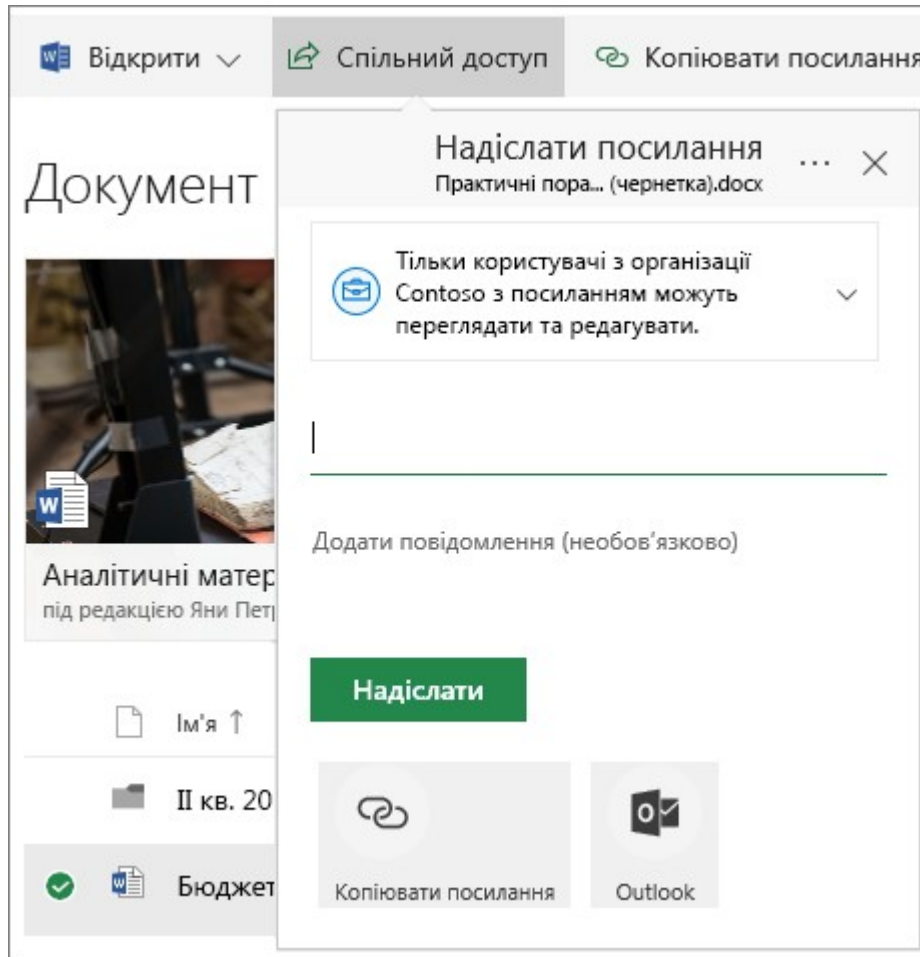 Відкрити
Спільний доступ
Копіювати посилання
Документ
Надіслати посилання
Практичні пора... (чернетка).docx
Тільки користувачі з організації
Contoso з посиланням можуть
переглядати та редагувати.
Додати повідомлення (необов'язково)
Аналітичні матер
під редакцією Яни Пет
Надіслати
Ім'я ↑
II кв. 20
Бюджет
Копіювати посилання
Outlook